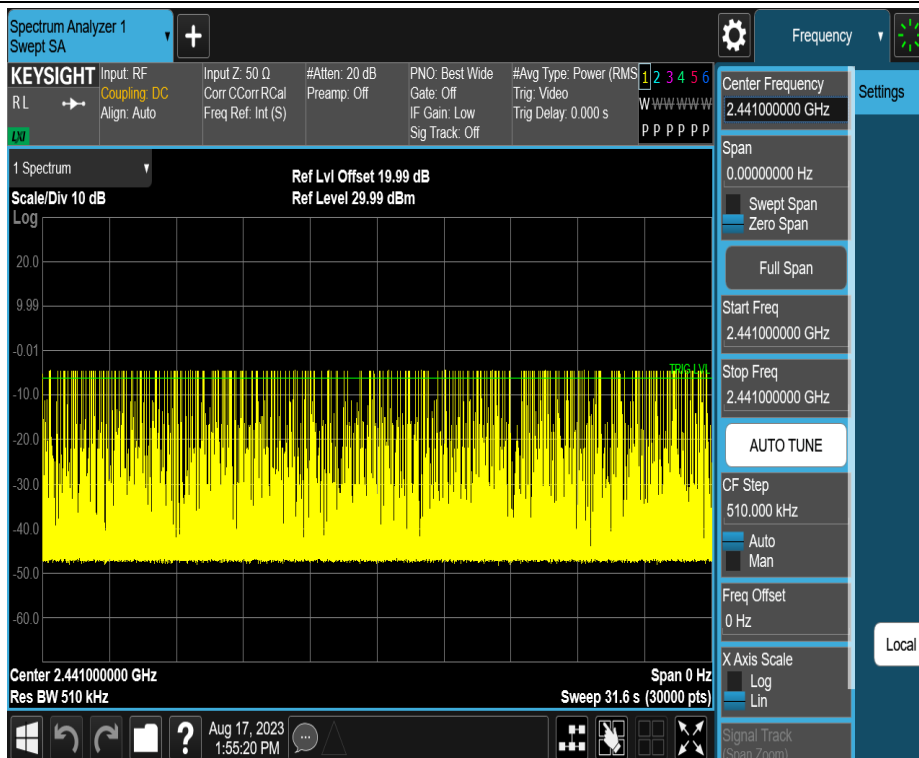 Spectrum Analyzer 1
Swept SA
+
Frequency
KEYSIGHT
RL
LXI
Input: RF
Coupling: DC
Align: Auto
Input Z: 50 Ω
Corr CCorr RCal
Freq Ref: Int (S)
#Atten: 20 dB
Preamp: Off
PNO: Best Wide
Gate: Off
IF Gain: Low
Sig Track: Off
#Avg Type: Power (RMS
Trig: Video
Trig Delay: 0.000 s
1 2 3 4 5 6
W W W W W W
P P P P P P
1 Spectrum
Scale/Div 10 dB
Log
Ref Lvl Offset 19.99 dB
Ref Level 29.99 dBm
20.0
9.99
-0.01
-10.0
-20.0
-30.0
-40.0
-50.0
-60.0
TRIG LVL
Center 2.441000000 GHz
Res BW 510 kHz
Span 0 Hz
Sweep 31.6 s (30000 pts)
Center Frequency
2.441000000 GHz
Span
0.00000000 Hz
Swept Span
Zero Span
Full Span
Start Freq
2.441000000 GHz
Stop Freq
2.441000000 GHz
AUTO TUNE
CF Step
510.000 kHz
Auto
Man
Freq Offset
0 Hz
X Axis Scale
Log
Lin
Signal Track
(Span Zoom)
Settings
Local
?
Aug 17, 2023
1:55:20 PM